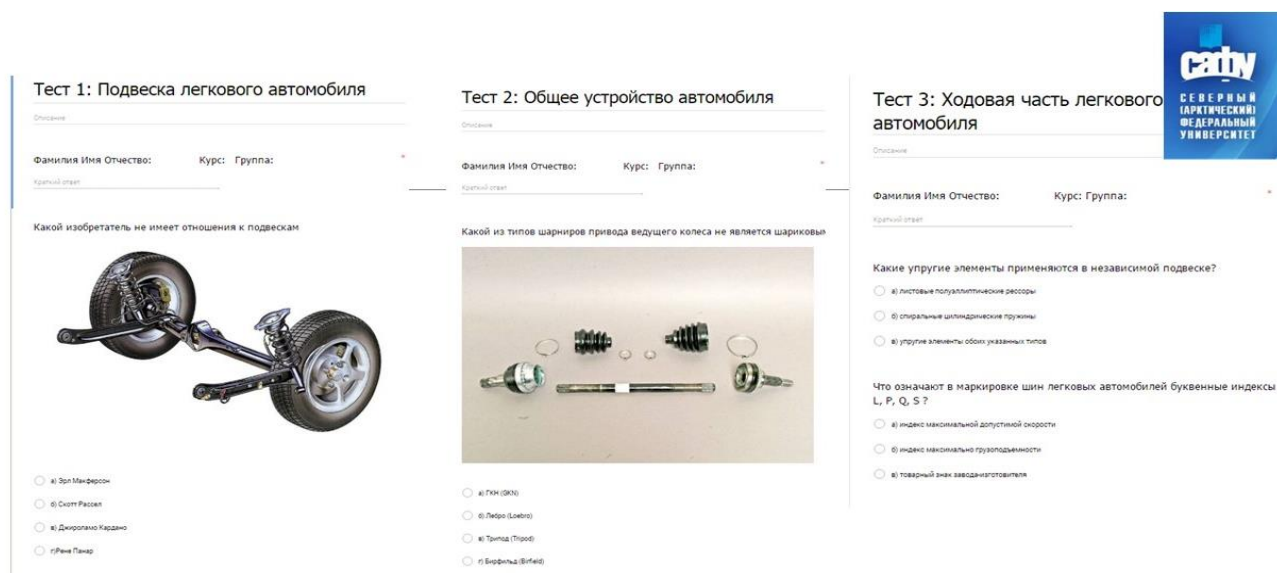 Тест 1: Подвеска легкового автомобиля
Описание
Фамилия Имя Отчество: Курс: Группа: *
Краткий ответ
Какой изобретатель не имеет отношения к подвескам
а) Эрл Макферсон
б) Скотт Рассел
в) Джироламо Кардано
г)Рене Панар
Тест 2: Общее устройство автомобиля
Описание
Фамилия Имя Отчество: Курс: Группа: *
Краткий ответ
Какой из типов шарниров привода ведущего колеса не является шариковы
а) ГКН (GKN)
б) Лебро (Loebro)
в) Трипод (Tripod)
г) Бирфильд (Birfield)
Тест 3: Ходовая часть легкового
автомобиля
Описание
Фамилия Имя Отчество: Курс: Группа: *
Краткий ответ
Какие упругие элементы применяются в независимой подвеске?
а) листовые полуэллиптические рессоры
б) спиральные цилиндрические пружины
в) упругие элементы обоих указанных типов
Что означают в маркировке шин легковых автомобилей буквенные индексы
L, P, Q, S ?
а) индекс максимальной допустимой скорости
б) индекс максимально грузоподъемности
в) товарный знак завода-изготовителя
сафу
СЕВЕРНЫЙ
(АРКТИЧЕСКИЙ)
ФЕДЕРАЛЬНЫЙ
УНИВЕРСИТЕТ